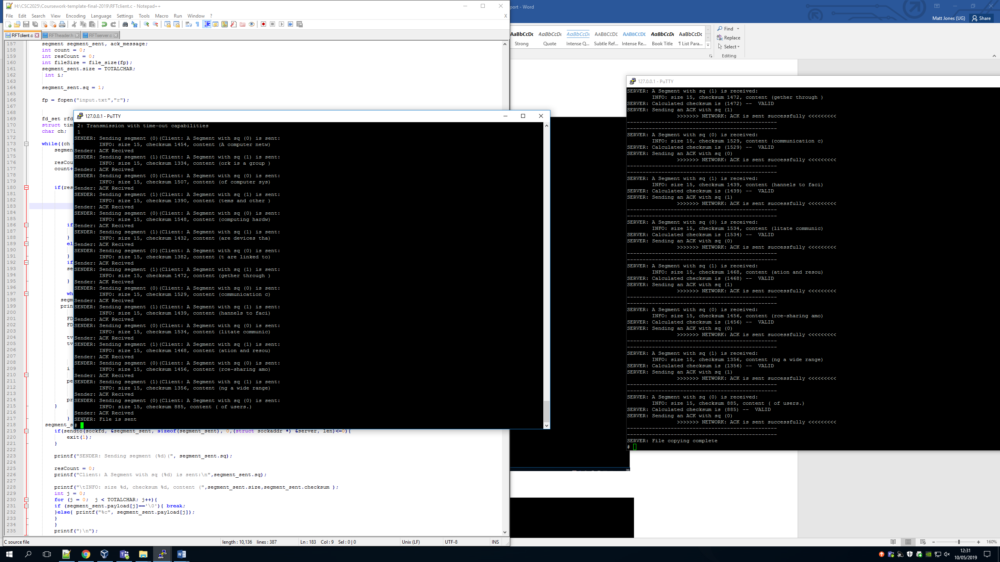 H:\CSC2025\Coursework-template-final-2019\RFTclient.c - Notepad++
File Edit Search View Encoding Language Settings Tools Macro Run Window ? X
RFTclient.c RFTheader.h RFTserver.c
157 segment segment_sent, ack_message;
158 int count = 0;
159 int resCount = 0;
160 int fileSize = file_size(fp);
161 segment_sent.size = TOTALCHAR;
162 int i;
163
164 segment_sent.sq = 1;
165
166 fp = fopen("input.txt","r");
167
168
169 fd_set rfd
170 struct tim
171 char ch;
172
173 while((ch
174 segmen
175
176 resCou
177 count+
178
179
180 if(res
181
182
183
184
185
186 if
187
188 }
189 el
190
191 }
192 if
193 se
194
195 }
196
197 wh
198 segm
199 prin
200
201 FD
202 FD
203
204 tv
205 tv
206
207
208
209 i
210
211 pe
212
213
214 pr
215 }
216
217 }
218 segment_s
219 if(sendto(sockfd, &segment_sent, sizeof(segment_sent), 0,(struct sockaddr *) &server, len)<=0){
220 exit(1);
221 }
222
223 printf("SENDER: Sending segment (%d)(", segment_sent.sq);
224
225 resCount = 0;
226 printf("Client: A Segment with sq (%d) is sent:\n",segment_sent.sq);
227
228 printf("\tINFO: size %d, checksum %d, content (",segment_sent.size,segment_sent.checksum );
229 int j = 0;
230 for (j = 0;  j < TOTALCHAR; j++){
231 if (segment_sent.payload[j]=='\0'){ break;
232 }else{ printf("%c", segment_sent.payload[j]);
233 }
234 }
235 printf(")\n");
C source file length : 10,136 lines : 387 Ln : 183 Col : 9 Sel : 0 | 0 Unix (LF) UTF-8 INS
127.0.0.1 - PuTTY
2: Transmission with time-out capabilities
1
SENDER: Sending segment (0)(Client: A Segment with sq (0) is sent:
INFO: size 15, checksum 1454, content (A computer netw)
Sender: ACK Recived
SENDER: Sending segment (1)(Client: A Segment with sq (1) is sent:
INFO: size 15, checksum 1334, content (ork is a group )
Sender: ACK Recived
SENDER: Sending segment (0)(Client: A Segment with sq (0) is sent:
INFO: size 15, checksum 1507, content (of computer sys)
Sender: ACK Recived
SENDER: Sending segment (1)(Client: A Segment with sq (1) is sent:
INFO: size 15, checksum 1390, content (tems and other )
Sender: ACK Recived
SENDER: Sending segment (0)(Client: A Segment with sq (0) is sent:
INFO: size 15, checksum 1548, content (computing hardw)
Sender: ACK Recived
SENDER: Sending segment (1)(Client: A Segment with sq (1) is sent:
INFO: size 15, checksum 1432, content (are devices tha)
Sender: ACK Recived
SENDER: Sending segment (0)(Client: A Segment with sq (0) is sent:
INFO: size 15, checksum 1382, content (t are linked to)
Sender: ACK Recived
SENDER: Sending segment (1)(Client: A Segment with sq (1) is sent:
INFO: size 15, checksum 1472, content (gether through )
Sender: ACK Recived
SENDER: Sending segment (0)(Client: A Segment with sq (0) is sent:
INFO: size 15, checksum 1529, content (communication c)
Sender: ACK Recived
SENDER: Sending segment (1)(Client: A Segment with sq (1) is sent:
INFO: size 15, checksum 1439, content (hannels to faci)
Sender: ACK Recived
SENDER: Sending segment (0)(Client: A Segment with sq (0) is sent:
INFO: size 15, checksum 1534, content (litate communic)
Sender: ACK Recived
SENDER: Sending segment (1)(Client: A Segment with sq (1) is sent:
INFO: size 15, checksum 1468, content (ation and resou)
Sender: ACK Recived
SENDER: Sending segment (0)(Client: A Segment with sq (0) is sent:
INFO: size 15, checksum 1456, content (rce-sharing amo)
Sender: ACK Recived
SENDER: Sending segment (1)(Client: A Segment with sq (1) is sent:
INFO: size 15, checksum 1356, content (ng a wide range)
Sender: ACK Recived
SENDER: Sending segment (0)(Client: A Segment with sq (0) is sent:
INFO: size 15, checksum 885, content ( of users.)
Sender: ACK Recived
SENDER: File is sent
#
port - Word
Matt Jones (UG) Share
AaBbCcDc AaBbCcDc AaBbCcDc AABBCCDE AABBCCDE AaBbCcDc AaBbCcDc
Strong Quote Intense Q... Subtle Ref... Intense Re... Book Title ¶ List Para...
Find
Replace
Select
Editing
127.0.0.1 - PuTTY
SERVER: A Segment with sq (1) is received:
INFO: size 15, checksum 1472, content (gether through )
SERVER: Calculated checksum is (1472) --  VALID
SERVER: Sending an ACK with sq (1)
>>>>>>> NETWORK: ACK is sent successfully <<<<<<<<<
------------------------------------------------
------------------------------------------------
SERVER: A Segment with sq (0) is received:
INFO: size 15, checksum 1529, content (communication c)
SERVER: Calculated checksum is (1529) --  VALID
SERVER: Sending an ACK with sq (0)
>>>>>>> NETWORK: ACK is sent successfully <<<<<<<<<
------------------------------------------------
------------------------------------------------
SERVER: A Segment with sq (1) is received:
INFO: size 15, checksum 1439, content (hannels to faci)
SERVER: Calculated checksum is (1439) --  VALID
SERVER: Sending an ACK with sq (1)
>>>>>>> NETWORK: ACK is sent successfully <<<<<<<<<
------------------------------------------------
------------------------------------------------
SERVER: A Segment with sq (0) is received:
INFO: size 15, checksum 1534, content (litate communic)
SERVER: Calculated checksum is (1534) --  VALID
SERVER: Sending an ACK with sq (0)
>>>>>>> NETWORK: ACK is sent successfully <<<<<<<<<
------------------------------------------------
------------------------------------------------
SERVER: A Segment with sq (1) is received:
INFO: size 15, checksum 1468, content (ation and resou)
SERVER: Calculated checksum is (1468) --  VALID
SERVER: Sending an ACK with sq (1)
>>>>>>> NETWORK: ACK is sent successfully <<<<<<<<<
------------------------------------------------
------------------------------------------------
SERVER: A Segment with sq (0) is received:
INFO: size 15, checksum 1456, content (rce-sharing amo)
SERVER: Calculated checksum is (1456) --  VALID
SERVER: Sending an ACK with sq (0)
>>>>>>> NETWORK: ACK is sent successfully <<<<<<<<<
------------------------------------------------
------------------------------------------------
SERVER: A Segment with sq (1) is received:
INFO: size 15, checksum 1356, content (ng a wide range)
SERVER: Calculated checksum is (1356) --  VALID
SERVER: Sending an ACK with sq (1)
>>>>>>> NETWORK: ACK is sent successfully <<<<<<<<<
------------------------------------------------
------------------------------------------------
SERVER: A Segment with sq (0) is received:
INFO: size 15, checksum 885, content ( of users.)
SERVER: Calculated checksum is (885) --  VALID
SERVER: Sending an ACK with sq (0)
>>>>>>> NETWORK: ACK is sent successfully <<<<<<<<<
------------------------------------------------
------------------------------------------------
SERVER: File copying complete
#
160%
12:31
10/05/2019